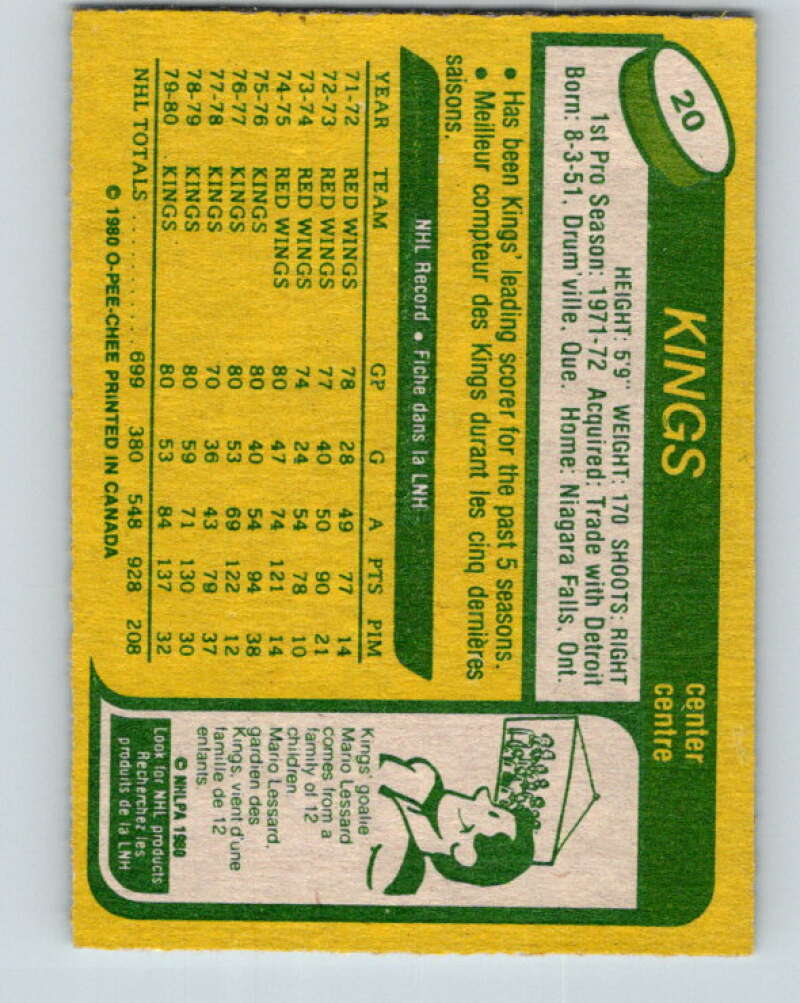 20
KINGS
center
centre
HEIGHT: 5'9" WEIGHT: 170 SHOOTS: RIGHT
1st Pro Season: 1971-72 Acquired: Trade with Detroit
Born: 8-3-51, Drum'ville, Que. Home: Niagara Falls, Ont.
• Has been Kings' leading scorer for the past 5 seasons.
• Meilleur compteur des Kings durant les cinq dernières
saisons.
NHL Record • Fiche dans la LNH
YEAR TEAM GP G A PTS PIM
71-72 RED WINGS 78 28 49 77 14
72-73 RED WINGS 77 40 50 90 21
73-74 RED WINGS 74 24 54 78 10
74-75 RED WINGS 80 47 74 121 14
75-76 KINGS 80 40 54 94 38
76-77 KINGS 80 53 69 122 12
77-78 KINGS 70 36 43 79 37
78-79 KINGS 80 59 71 130 30
79-80 KINGS 80 53 84 137 32
NHL TOTALS . . . . . . . . . . 699 380 548 928 208
© 1980 O-PEE-CHEE PRINTED IN CANADA
Kings' goalie
Mario Lessard
comes from a
family of 12
children.
Mario Lessard,
gardien des
Kings, vient d'une
famille de 12
enfants
© NHLPA 1980
Look for NHL products
Recherchez les
produits de la LNH